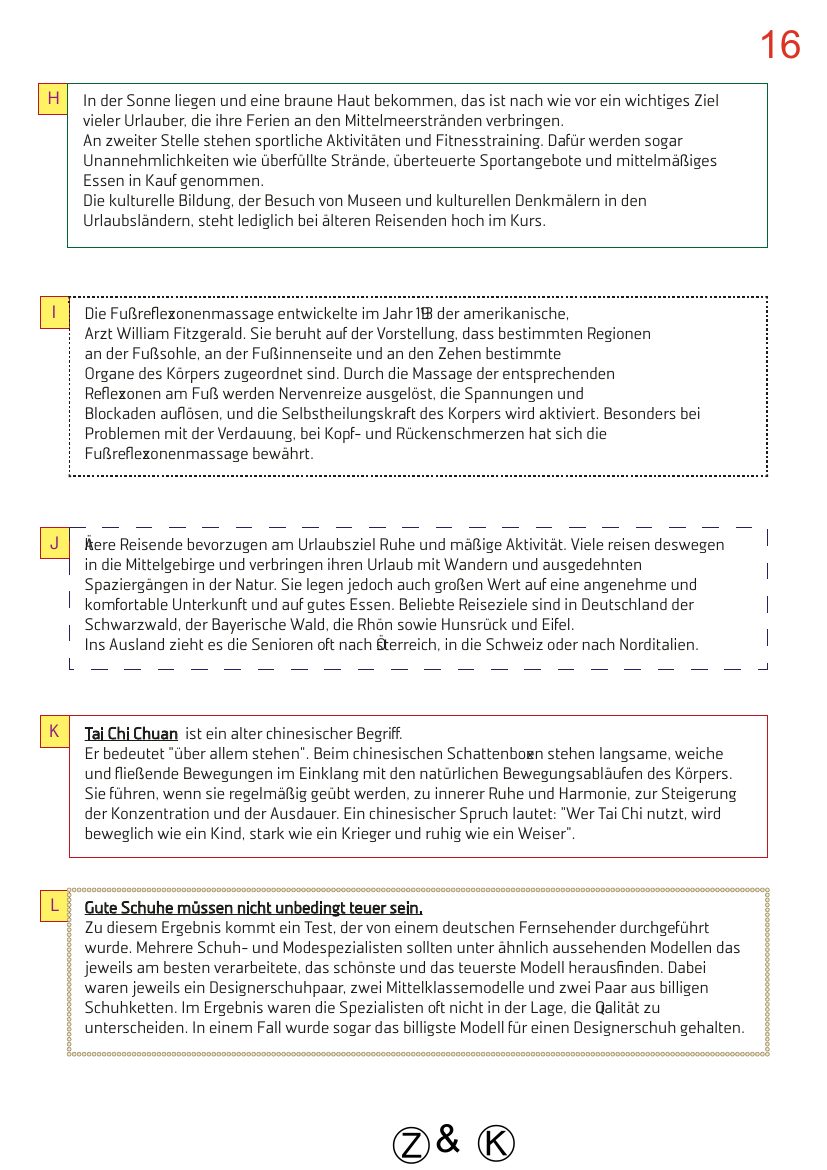 16
H
In der Sonne liegen und eine braune Haut bekommen, das ist nach wie vor ein wichtiges Ziel
vieler Urlauber, die ihre Ferien an den Mittelmeerstränden verbringen.
An zweiter Stelle stehen sportliche Aktivitäten und Fitnesstraining. Dafür werden sogar
Unannehmlichkeiten wie überfüllte Strände, überteuerte Sportangebote und mittelmäßiges
Essen in Kauf genommen.
Die kulturelle Bildung, der Besuch von Museen und kulturellen Denkmälern in den
Urlaubsländern, steht lediglich bei älteren Reisenden hoch im Kurs.
I
Die Fußreflexzonenmassage entwickelte im Jahr der amerikanische,
Arzt William Fitzgerald. Sie beruht auf der Vorstellung, dass bestimmten Regionen
an der Fußsohle, an der Fußinnenseite und an den Zehen bestimmte
Organe des Körpers zugeordnet sind. Durch die Massage der entsprechenden
Reflexzonen am Fuß werden Nervenreize ausgelöst, die Spannungen und
Blockaden auflösen, und die Selbstheilungskraft des Korpers wird aktiviert. Besonders bei
Problemen mit der Verdauung, bei Kopf- und Rückenschmerzen hat sich die
Fußreflexzonenmassage bewährt.
J
Ältere Reisende bevorzugen am Urlaubsziel Ruhe und mäßige Aktivität. Viele reisen deswegen
in die Mittelgebirge und verbringen ihren Urlaub mit Wandern und ausgedehnten
Spaziergängen in der Natur. Sie legen jedoch auch großen Wert auf eine angenehme und
komfortable Unterkunft und auf gutes Essen. Beliebte Reiseziele sind in Deutschland der
Schwarzwald, der Bayerische Wald, die Rhön sowie Hunsrück und Eifel.
Ins Ausland zieht es die Senioren oft nach Österreich, in die Schweiz oder nach Norditalien.
K
Tai Chi Chuan ist ein alter chinesischer Begriff.
Er bedeutet "über allem stehen". Beim chinesischen Schattenboxen stehen langsame, weiche
und fließende Bewegungen im Einklang mit den natürlichen Bewegungsabläufen des Körpers.
Sie führen, wenn sie regelmäßig geübt werden, zu innerer Ruhe und Harmonie, zur Steigerung
der Konzentration und der Ausdauer. Ein chinesischer Spruch lautet: "Wer Tai Chi nutzt, wird
beweglich wie ein Kind, stark wie ein Krieger und ruhig wie ein Weiser".
L
Gute Schuhe müssen nicht unbedingt teuer sein.
Zu diesem Ergebnis kommt ein Test, der von einem deutschen Fernsehender durchgeführt
wurde. Mehrere Schuh- und Modespezialisten sollten unter ähnlich aussehenden Modellen das
jeweils am besten verarbeitete, das schönste und das teuerste Modell herausfinden. Dabei
waren jeweils ein Designerschuhpaar, zwei Mittelklassemodelle und zwei Paar aus billigen
Schuhketten. Im Ergebnis waren die Spezialisten oft nicht in der Lage, die Qualität zu
unterscheiden. In einem Fall wurde sogar das billigste Modell für einen Designerschuh gehalten.
Z & K